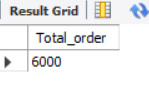 Result Grid
Total_order
6000